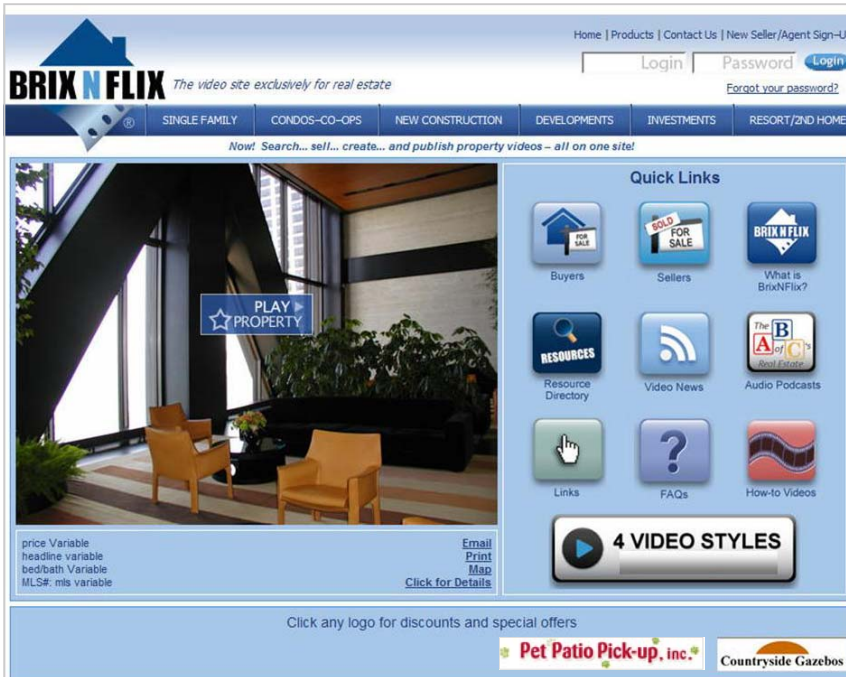 Home | Products | Contact Us | New Seller/Agent Sign-U
Login Password Login
Forgot your password?
BRIX N FLIX The video site exclusively for real estate
®
SINGLE FAMILY CONDOS-CO-OPS NEW CONSTRUCTION DEVELOPMENTS INVESTMENTS RESORT/2ND HOME
Now! Search... sell... create... and publish property videos – all on one site!
PLAY
PROPERTY
Quick Links
FOR SALE
Buyers
SOLD
FOR SALE
Sellers
BRIX N FLIX
What is
BrixNFlix?
RESOURCES
Resource
Directory
Video News
The B
A of C's
Real Estate
Audio Podcasts
Links
?
FAQs
How-to Videos
4 VIDEO STYLES
price Variable Email
headline variable Print
bed/bath Variable Map
MLS#: mls variable Click for Details
Click any logo for discounts and special offers
Pet Patio Pick-up, inc.
Countryside Gazebos